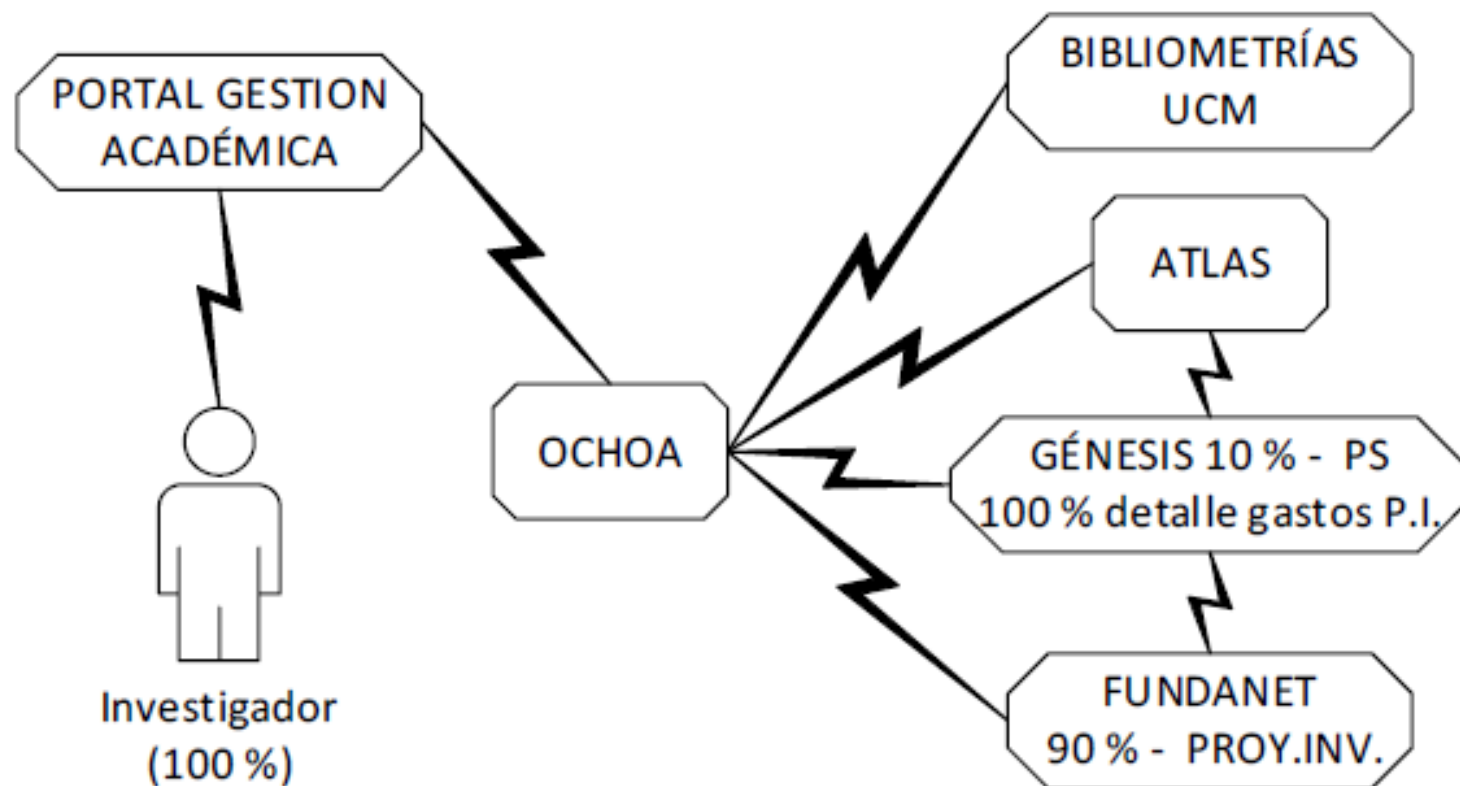 PORTAL GESTION
ACADÉMICA
BIBLIOMETRÍAS
UCM
ATLAS
OCHOA
GÉNESIS 10 % - PS
100 % detalle gastos P.I.
FUNDANET
90 % - PROY.INV.
Investigador
(100 %)